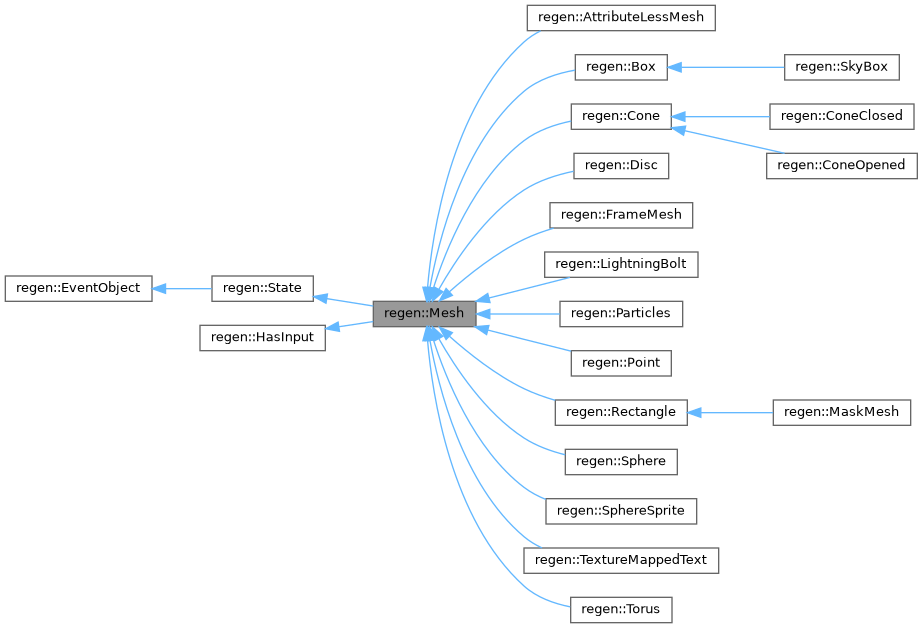 regen::AttributeLessMesh
regen::Box
regen::SkyBox
regen::Cone
regen::ConeClosed
regen::Disc
regen::ConeOpened
regen::FrameMesh
regen::LightningBolt
regen::EventObject
regen::State
regen::Mesh
regen::Particles
regen::HasInput
regen::Point
regen::Rectangle
regen::MaskMesh
regen::Sphere
regen::SphereSprite
regen::TextureMappedText
regen::Torus